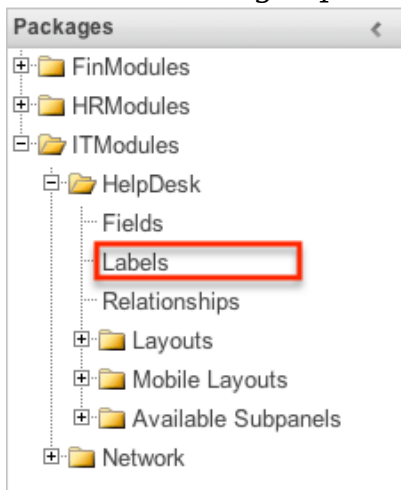 Packages
FinModules
HRModules
ITModules
HelpDesk
Fields
Labels
Relationships
Layouts
Mobile Layouts
Available Subpanels
Network